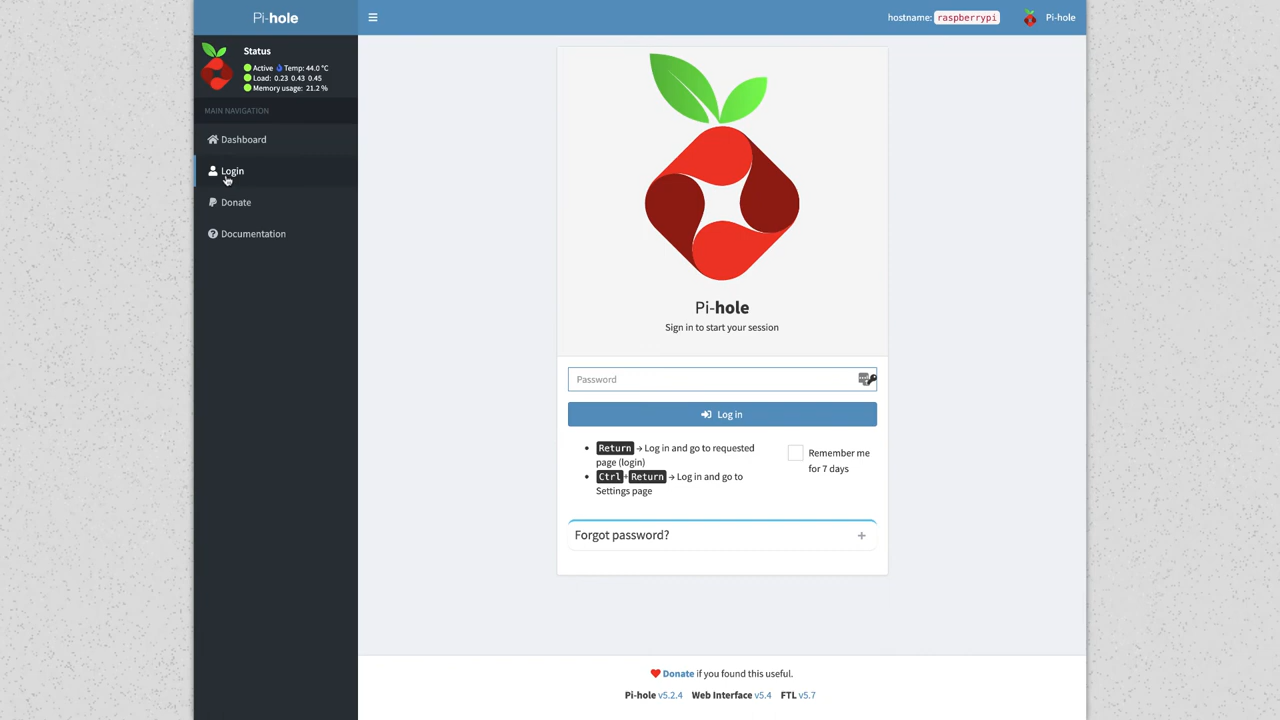 Pi-hole
hostname: raspberrypi
Pi-hole
Status
Active Temp: 44.0 °C
Load: 0.23 0.43 0.45
Memory usage: 21.2 %
MAIN NAVIGATION
Dashboard
Login
Donate
Documentation
Pi-hole
Sign in to start your session
Password
Log in
Return → Log in and go to requested
page (login)
Ctrl+Return → Log in and go to
Settings page
Remember me
for 7 days
Forgot password?
Donate if you found this useful.
Pi-hole v5.2.4 Web Interface v5.4 FTL v5.7